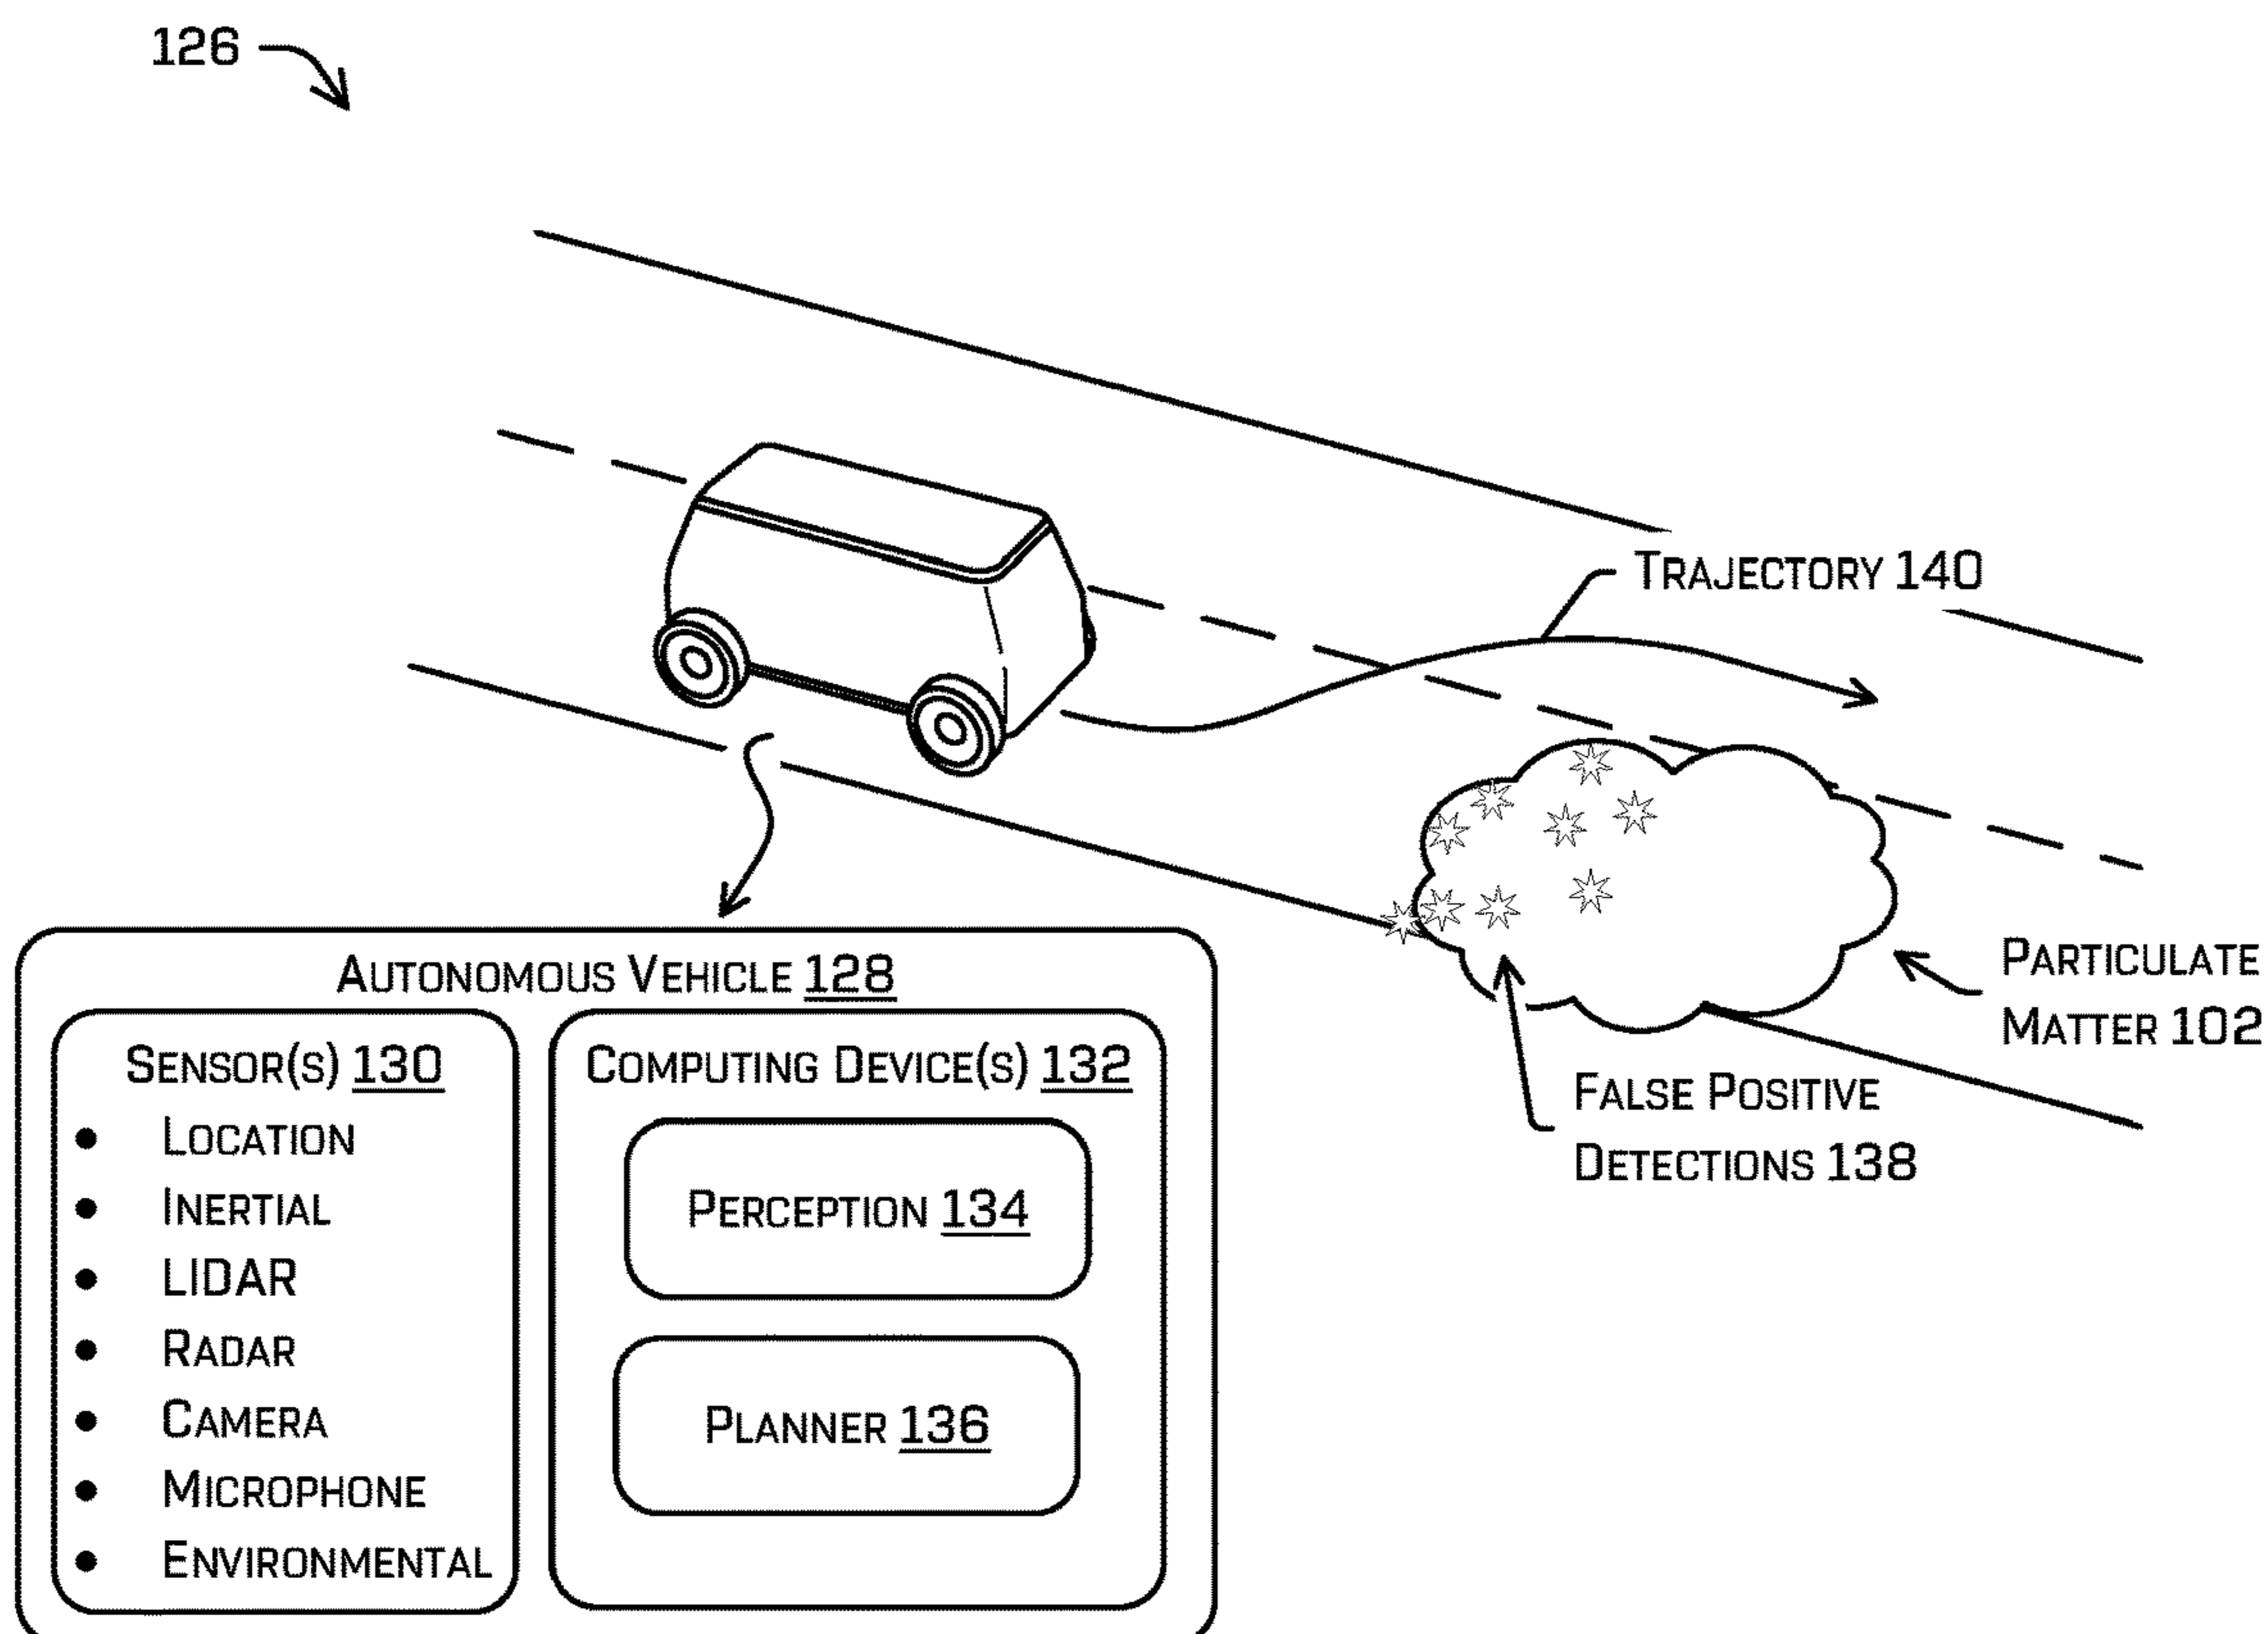 126
TRAJECTORY 140
PARTICULATE
MATTER 102
FALSE POSITIVE
DETECTIONS 138
AUTONOMOUS VEHICLE 128
SENSOR(S) 130
• LOCATION
• INERTIAL
• LIDAR
• RADAR
• CAMERA
• MICROPHONE
• ENVIRONMENTAL
COMPUTING DEVICE(S) 132
PERCEPTION 134
PLANNER 136